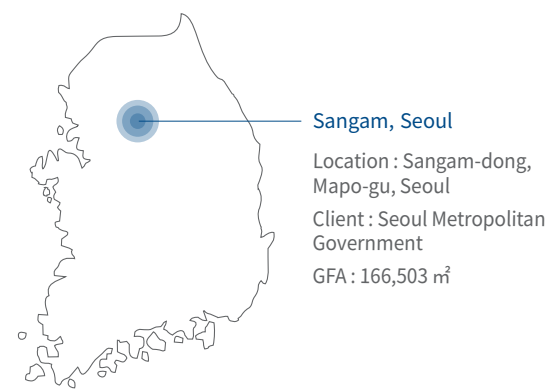 Sangam, Seoul
Location : Sangam-dong,
Mapo-gu, Seoul
Client : Seoul Metropolitan
Government
GFA : 166,503 ㎡